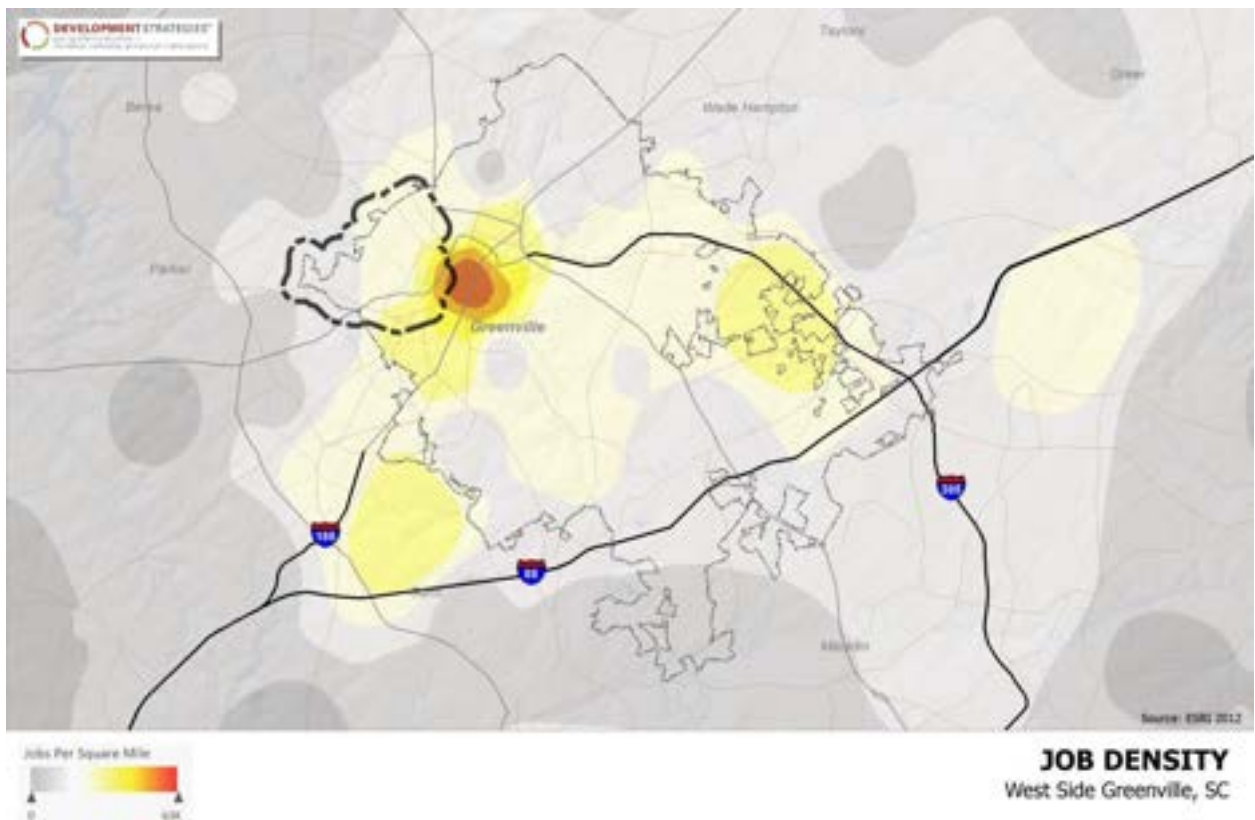 DEVELOPMENT STRATEGIES
Taylors
Greer
Berea
Wade Hampton
Parker
Greenville
385
185
85
Mauldin
Source: ESRI 2012
Jobs Per Square Mile
0
JOB DENSITY
West Side Greenville, SC